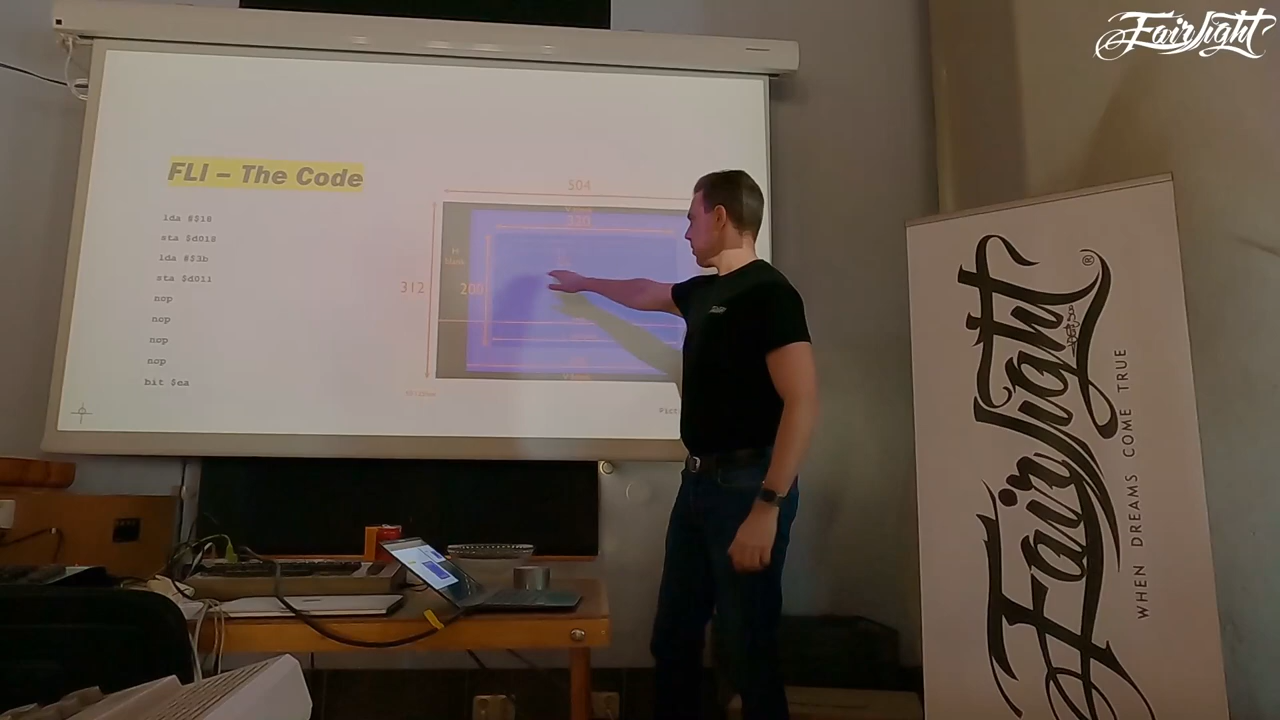 Fairlight
504
FLI – The Code
320
lda #$18
sta $d018
lda #$3b
sta $d011
nop
nop
nop
nop
bit $ea
312
200
Fairlight ®
WHEN DREAMS COME TRUE